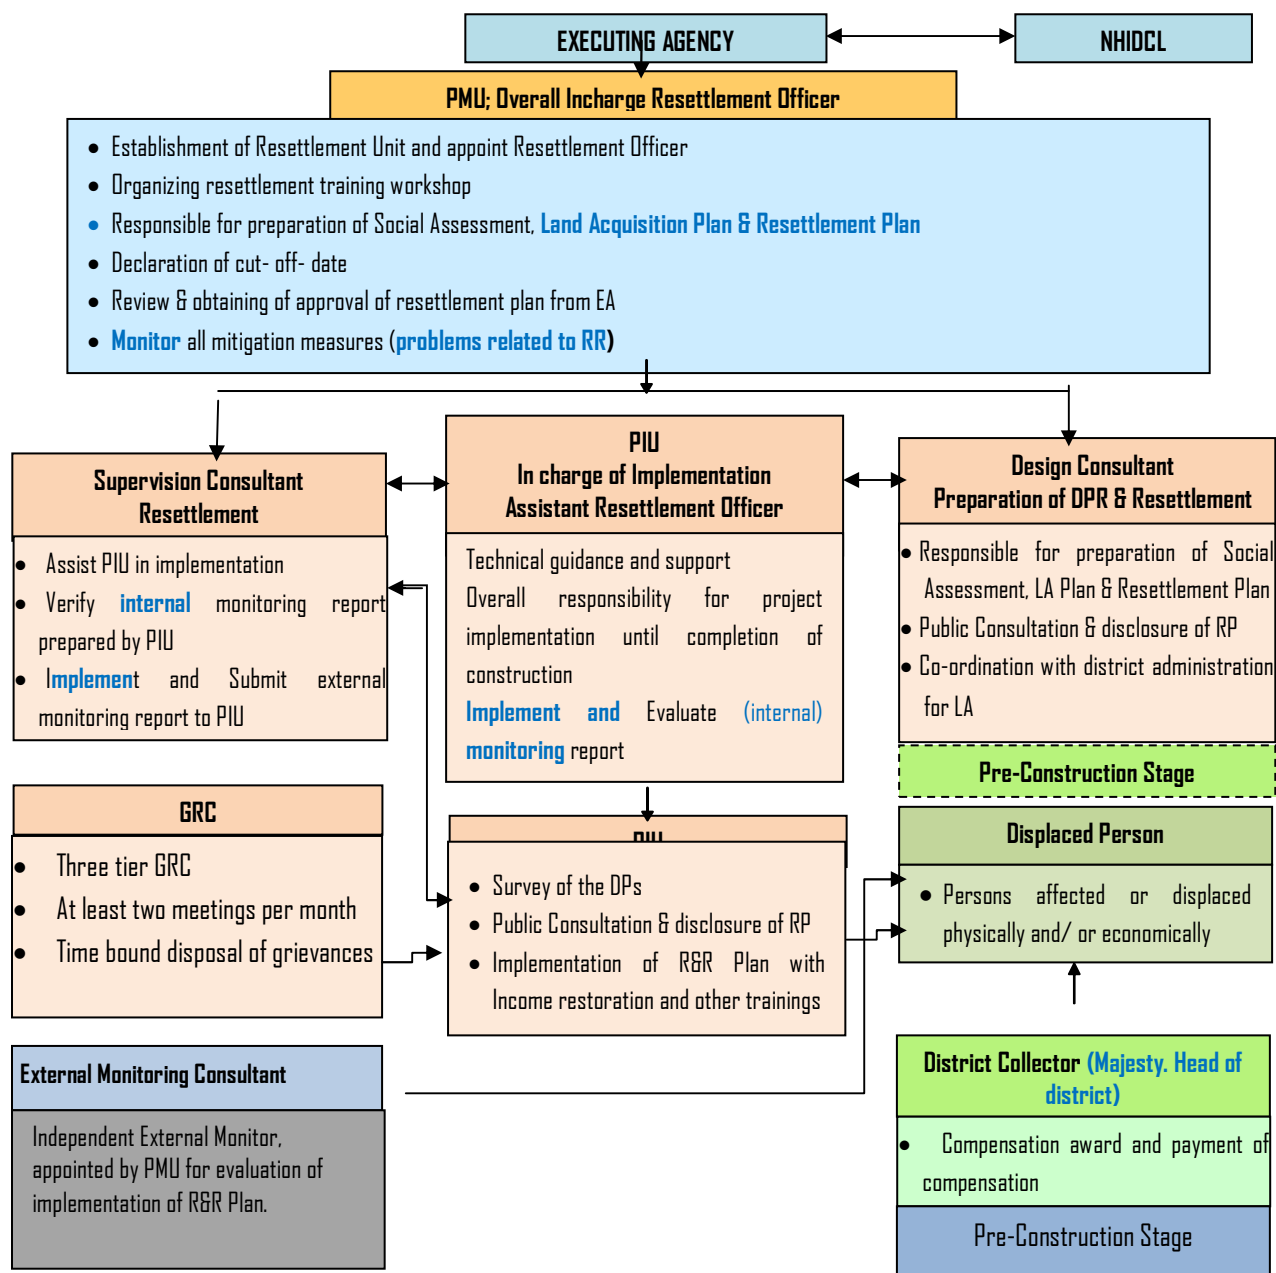 EXECUTING AGENCY
NHIDCL
PMU; Overall Incharge Resettlement Officer
• Establishment of Resettlement Unit and appoint Resettlement Officer
• Organizing resettlement training workshop
• Responsible for preparation of Social Assessment, Land Acquisition Plan & Resettlement Plan
• Declaration of cut- off- date
• Review & obtaining of approval of resettlement plan from EA
• Monitor all mitigation measures (problems related to RR)
Supervision Consultant
Resettlement
• Assist PIU in implementation
• Verify internal monitoring report
prepared by PIU
• Implement and Submit external
monitoring report to PIU
PIU
In charge of Implementation
Assistant Resettlement Officer
Technical guidance and support
Overall responsibility for project
implementation until completion of
construction
Implement and Evaluate (internal)
monitoring report
Design Consultant
Preparation of DPR & Resettlement
• Responsible for preparation of Social
Assessment, LA Plan & Resettlement Plan
• Public Consultation & disclosure of RP
• Co-ordination with district administration
for LA
Pre-Construction Stage
GRC
• Three tier GRC
• At least two meetings per month
• Time bound disposal of grievances
• Survey of the DPs
• Public Consultation & disclosure of RP
• Implementation of R&R Plan with
Income restoration and other trainings
Displaced Person
• Persons affected or displaced
physically and/ or economically
External Monitoring Consultant
Independent External Monitor,
appointed by PMU for evaluation of
implementation of R&R Plan.
District Collector (Majesty. Head of
district)
• Compensation award and payment of
compensation
Pre-Construction Stage